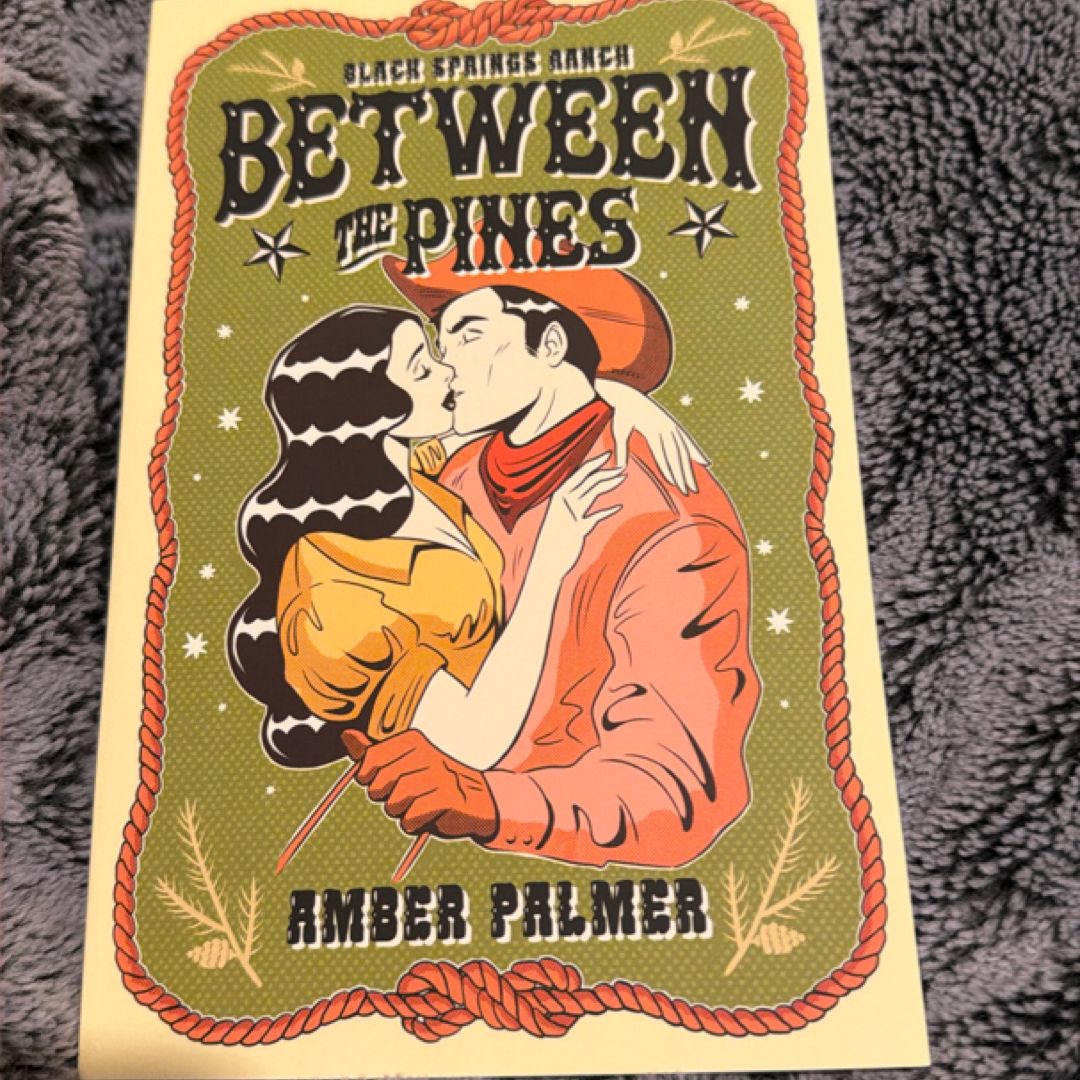 BLACK SPRINGS RANCH
BETWEEN
THE PINES
AMBER PALMER